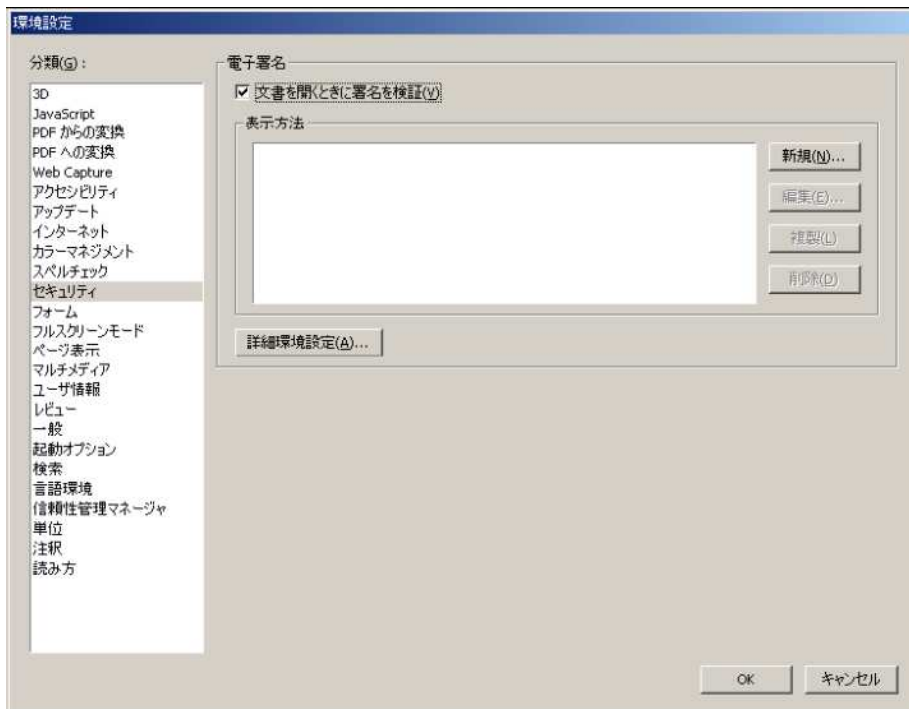 環境設定
分類(G):
3D
JavaScript
PDF からの変換
PDF への変換
Web Capture
アクセシビリティ
アップデート
インターネット
カラーマネジメント
スペルチェック
セキュリティ
フォーム
フルスクリーンモード
ページ表示
マルチメディア
ユーザ情報
レビュー
一般
起動オプション
検索
言語環境
信頼性管理マネージャ
単位
注釈
読み方
電子署名
文書を開くときに署名を検証(V)
表示方法
新規(N)...
編集(E)...
複製(L)
削除(D)
詳細環境設定(A)...
OK
キャンセル